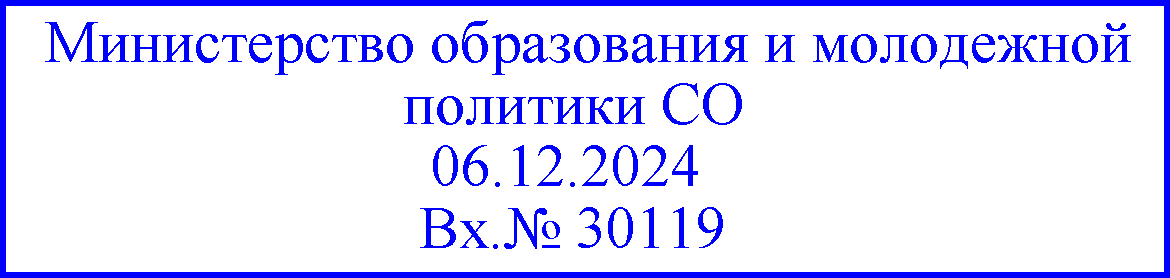 Министерство образования и молодежной
политики СО
06.12.2024
Вх.№ 30119